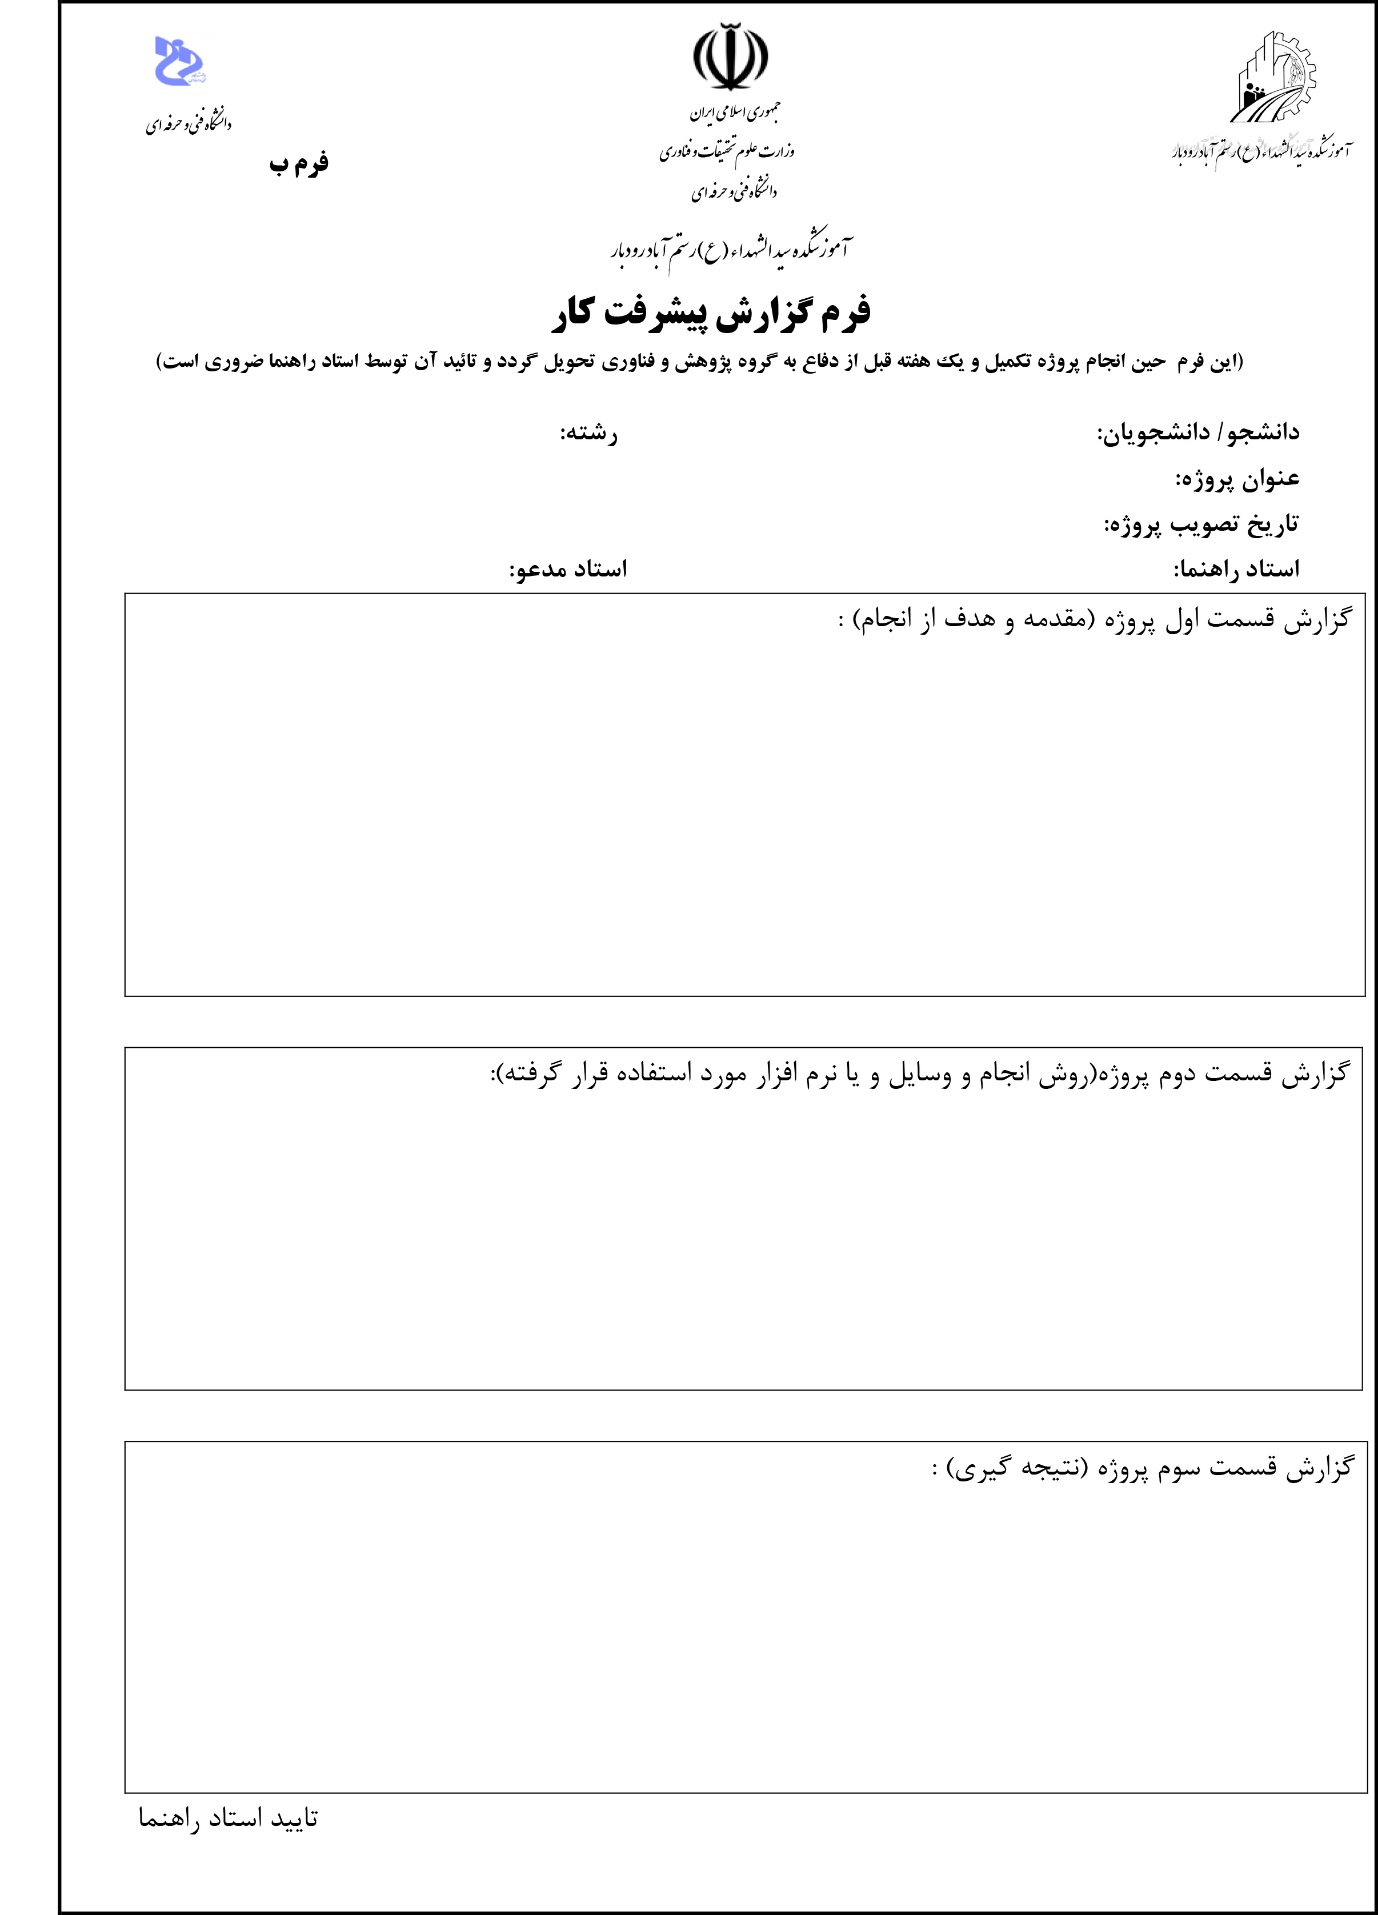 جمهوری اسلامی ایران
وزارت علوم تحقیقات و فناوری
دانشگاه فنی و حرفه ای
آموزشکده سیدالشهداء (ع) رستم آباد رودبار
دانشگاه فنی و حرفه ای
فرم ب
آموزشکده سید الشهداء (ع) رستم آباد رودبار
فرم گزارش پیشرفت کار
(این فرم حین انجام پروژه تکمیل و یک هفته قبل از دفاع به گروه پژوهش و فناوری تحویل گردد و تائید آن توسط استاد راهنما ضروری است)
دانشجو/ دانشجویان: رشته:
عنوان پروژه:
تاریخ تصویب پروژه:
استاد راهنما: استاد مدعو:
گزارش قسمت اول پروژه (مقدمه و هدف از انجام) :
گزارش قسمت دوم پروژه(روش انجام و وسایل و یا نرم افزار مورد استفاده قرار گرفته):
گزارش قسمت سوم پروژه (نتیجه گیری) :
تایید استاد راهنما